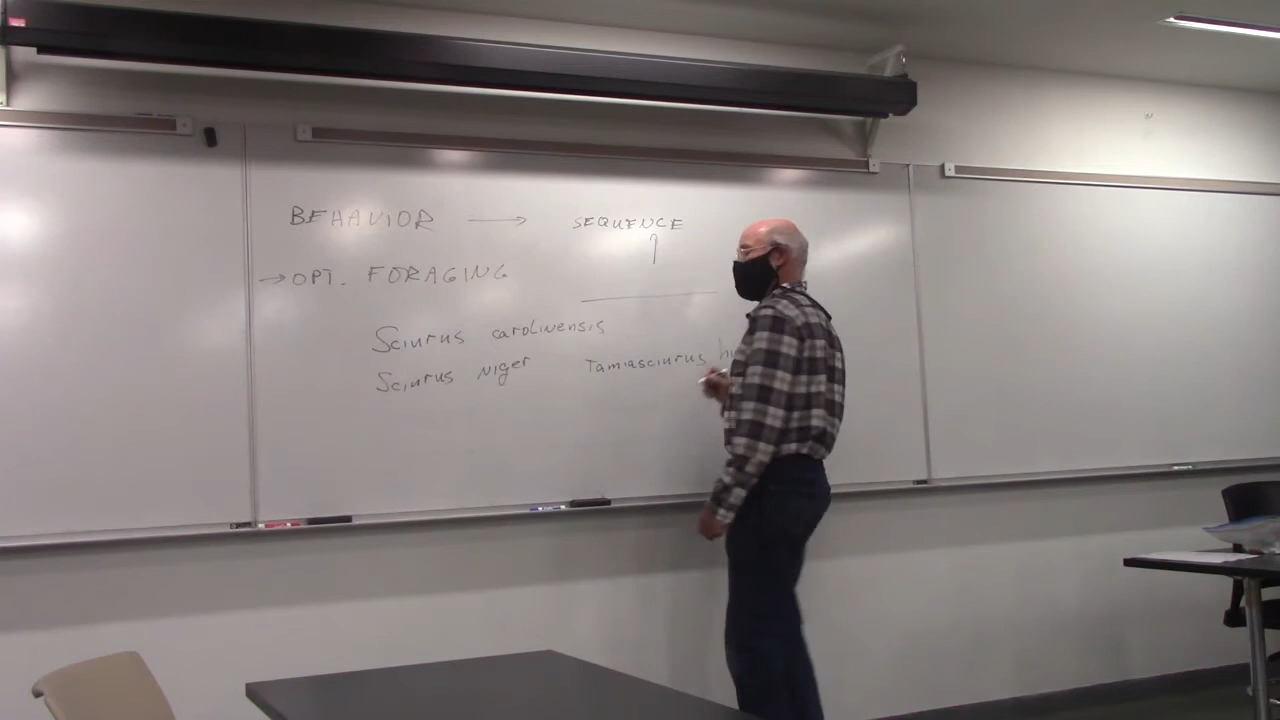 BEHAVIOR → SEQUENCE
↑
→ OPT. FORAGING
Sciurus carolinensis
Sciurus niger Tamiasciurus